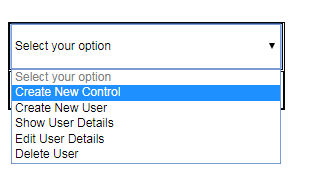 Select your option
Select your option
Create New Control
Create New User
Show User Details
Edit User Details
Delete User